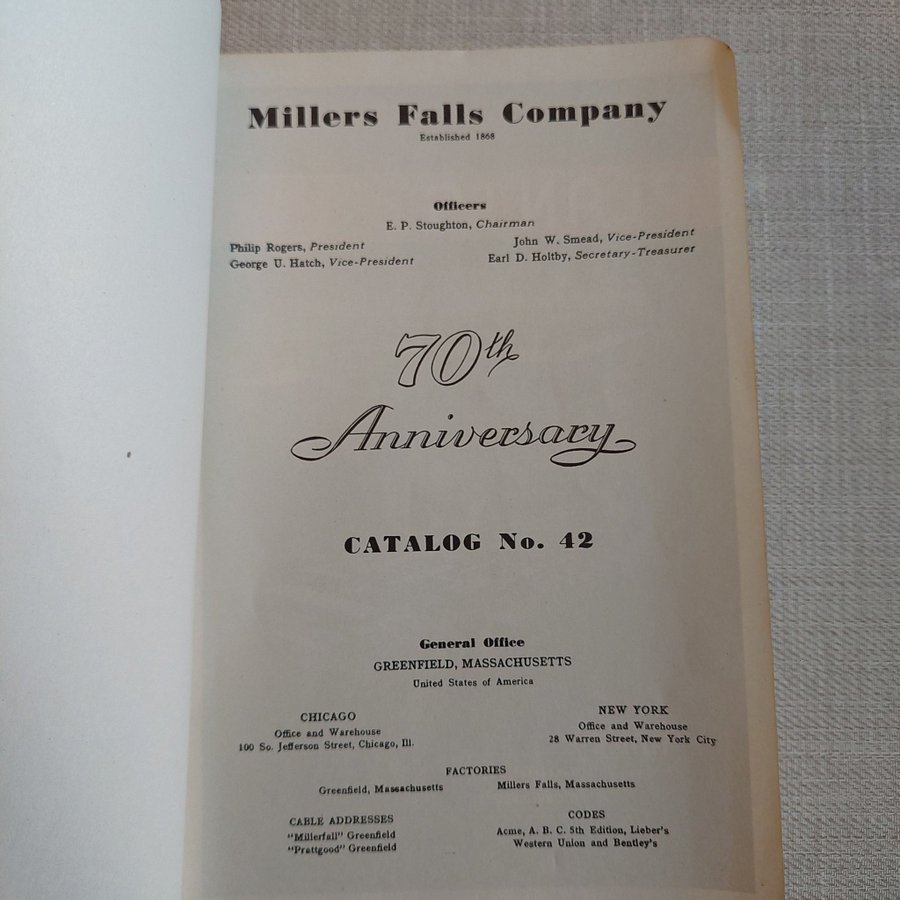 Millers Falls Company
Established 1868
Officers
E. P. Stoughton, Chairman
Philip Rogers, President
John W. Smead, Vice-President
George U. Hatch, Vice-President
Earl D. Holtby, Secretary-Treasurer
70th
Anniversary
CATALOG No. 42
General Office
GREENFIELD, MASSACHUSETTS
United States of America
CHICAGO
Office and Warehouse
100 So. Jefferson Street, Chicago, Ill.
NEW YORK
Office and Warehouse
28 Warren Street, New York City
FACTORIES
Greenfield, Massachusetts
Millers Falls, Massachusetts
CABLE ADDRESSES
"Millerfall" Greenfield
"Prattgood" Greenfield
CODES
Acme, A. B. C. 5th Edition, Lieber's
Western Union and Bentley's